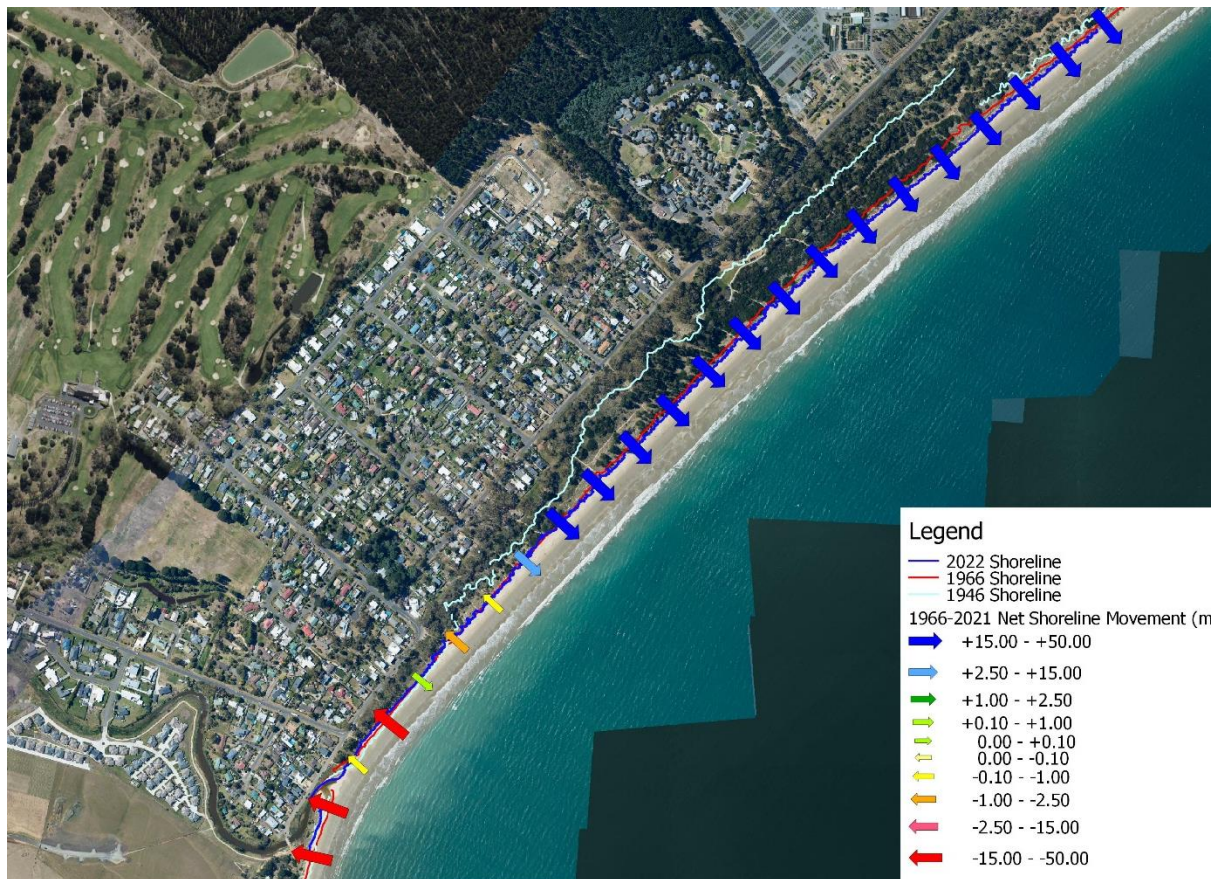 Legend
2022 Shoreline
1966 Shoreline
1946 Shoreline
1966-2021 Net Shoreline Movement (m
+15.00 - +50.00
+2.50 - +15.00
+1.00 - +2.50
+0.10 - +1.00
0.00 - +0.10
0.00 - -0.10
-0.10 - -1.00
-1.00 - -2.50
-2.50 - -15.00
-15.00 - -50.00